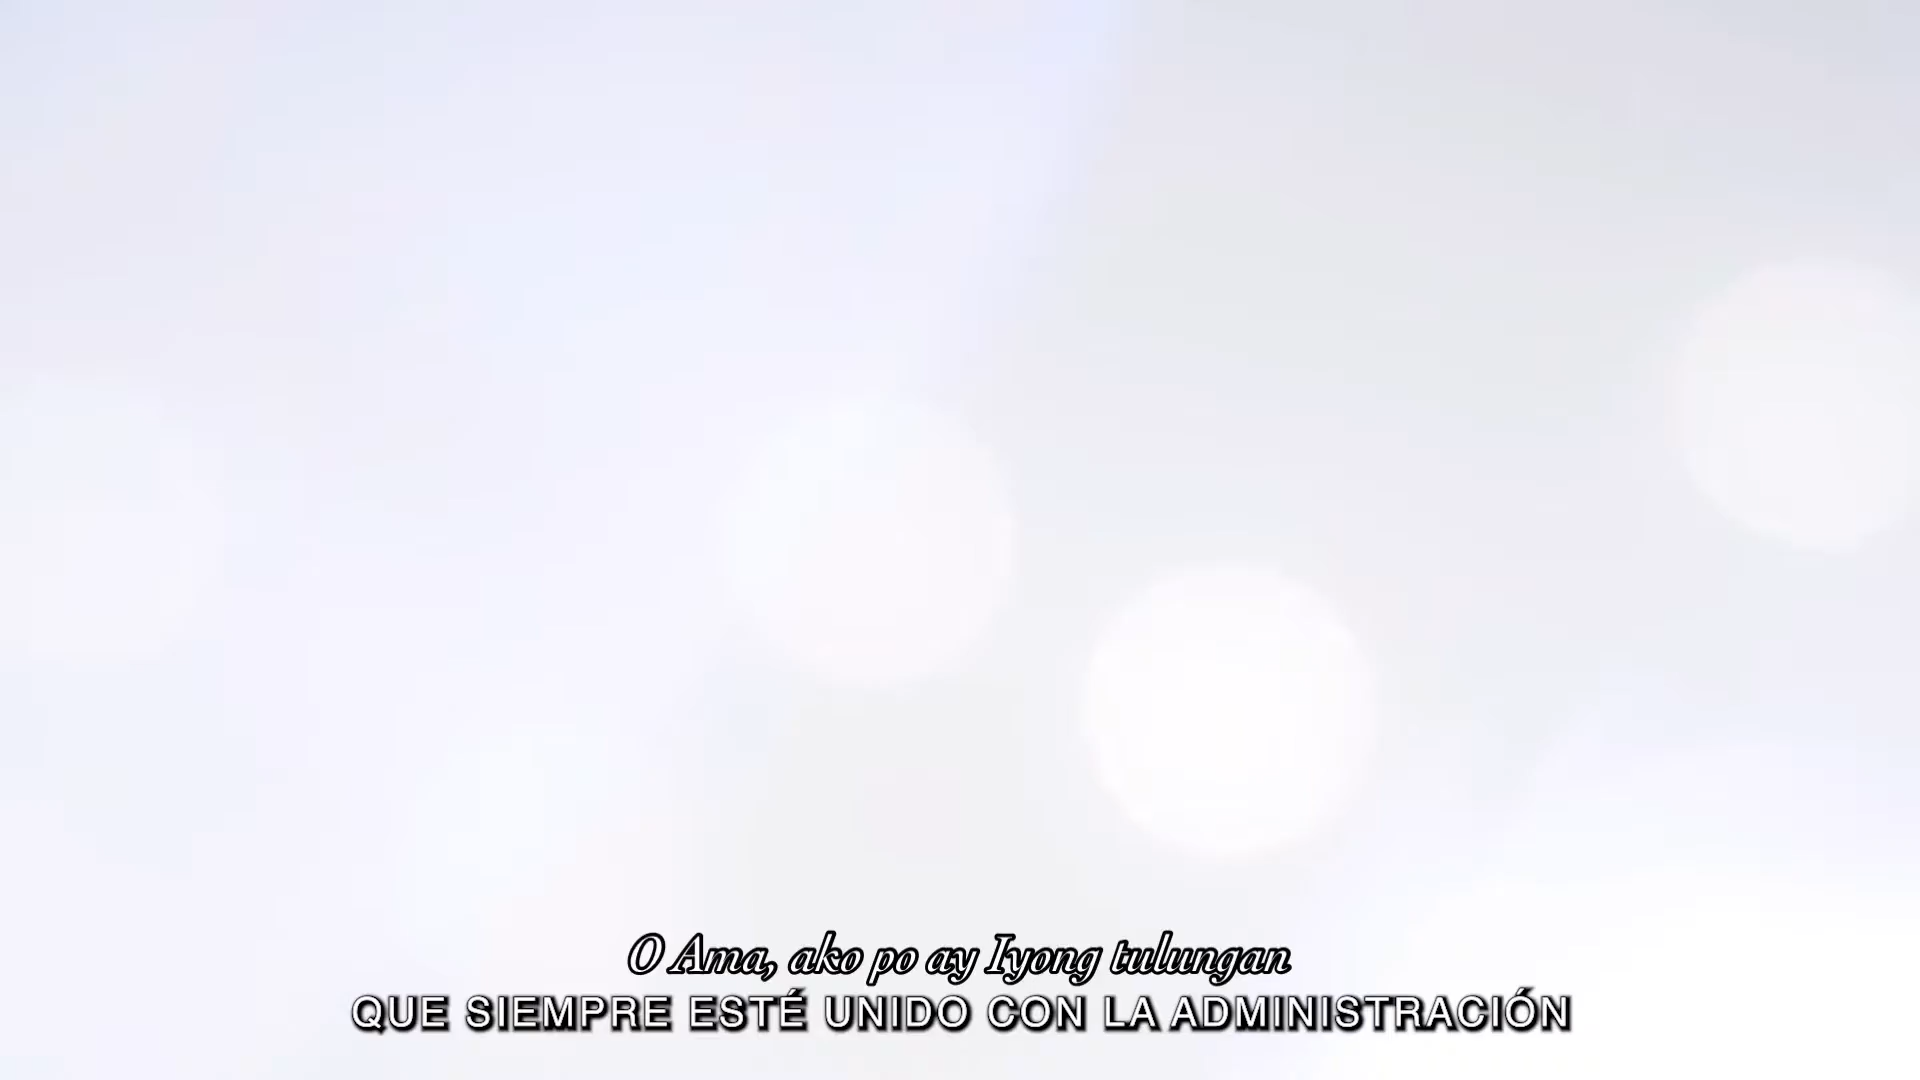 O Ama, ako po ay Iyong tulungan
QUE SIEMPRE ESTÉ UNIDO CON LA ADMINISTRACIÓN